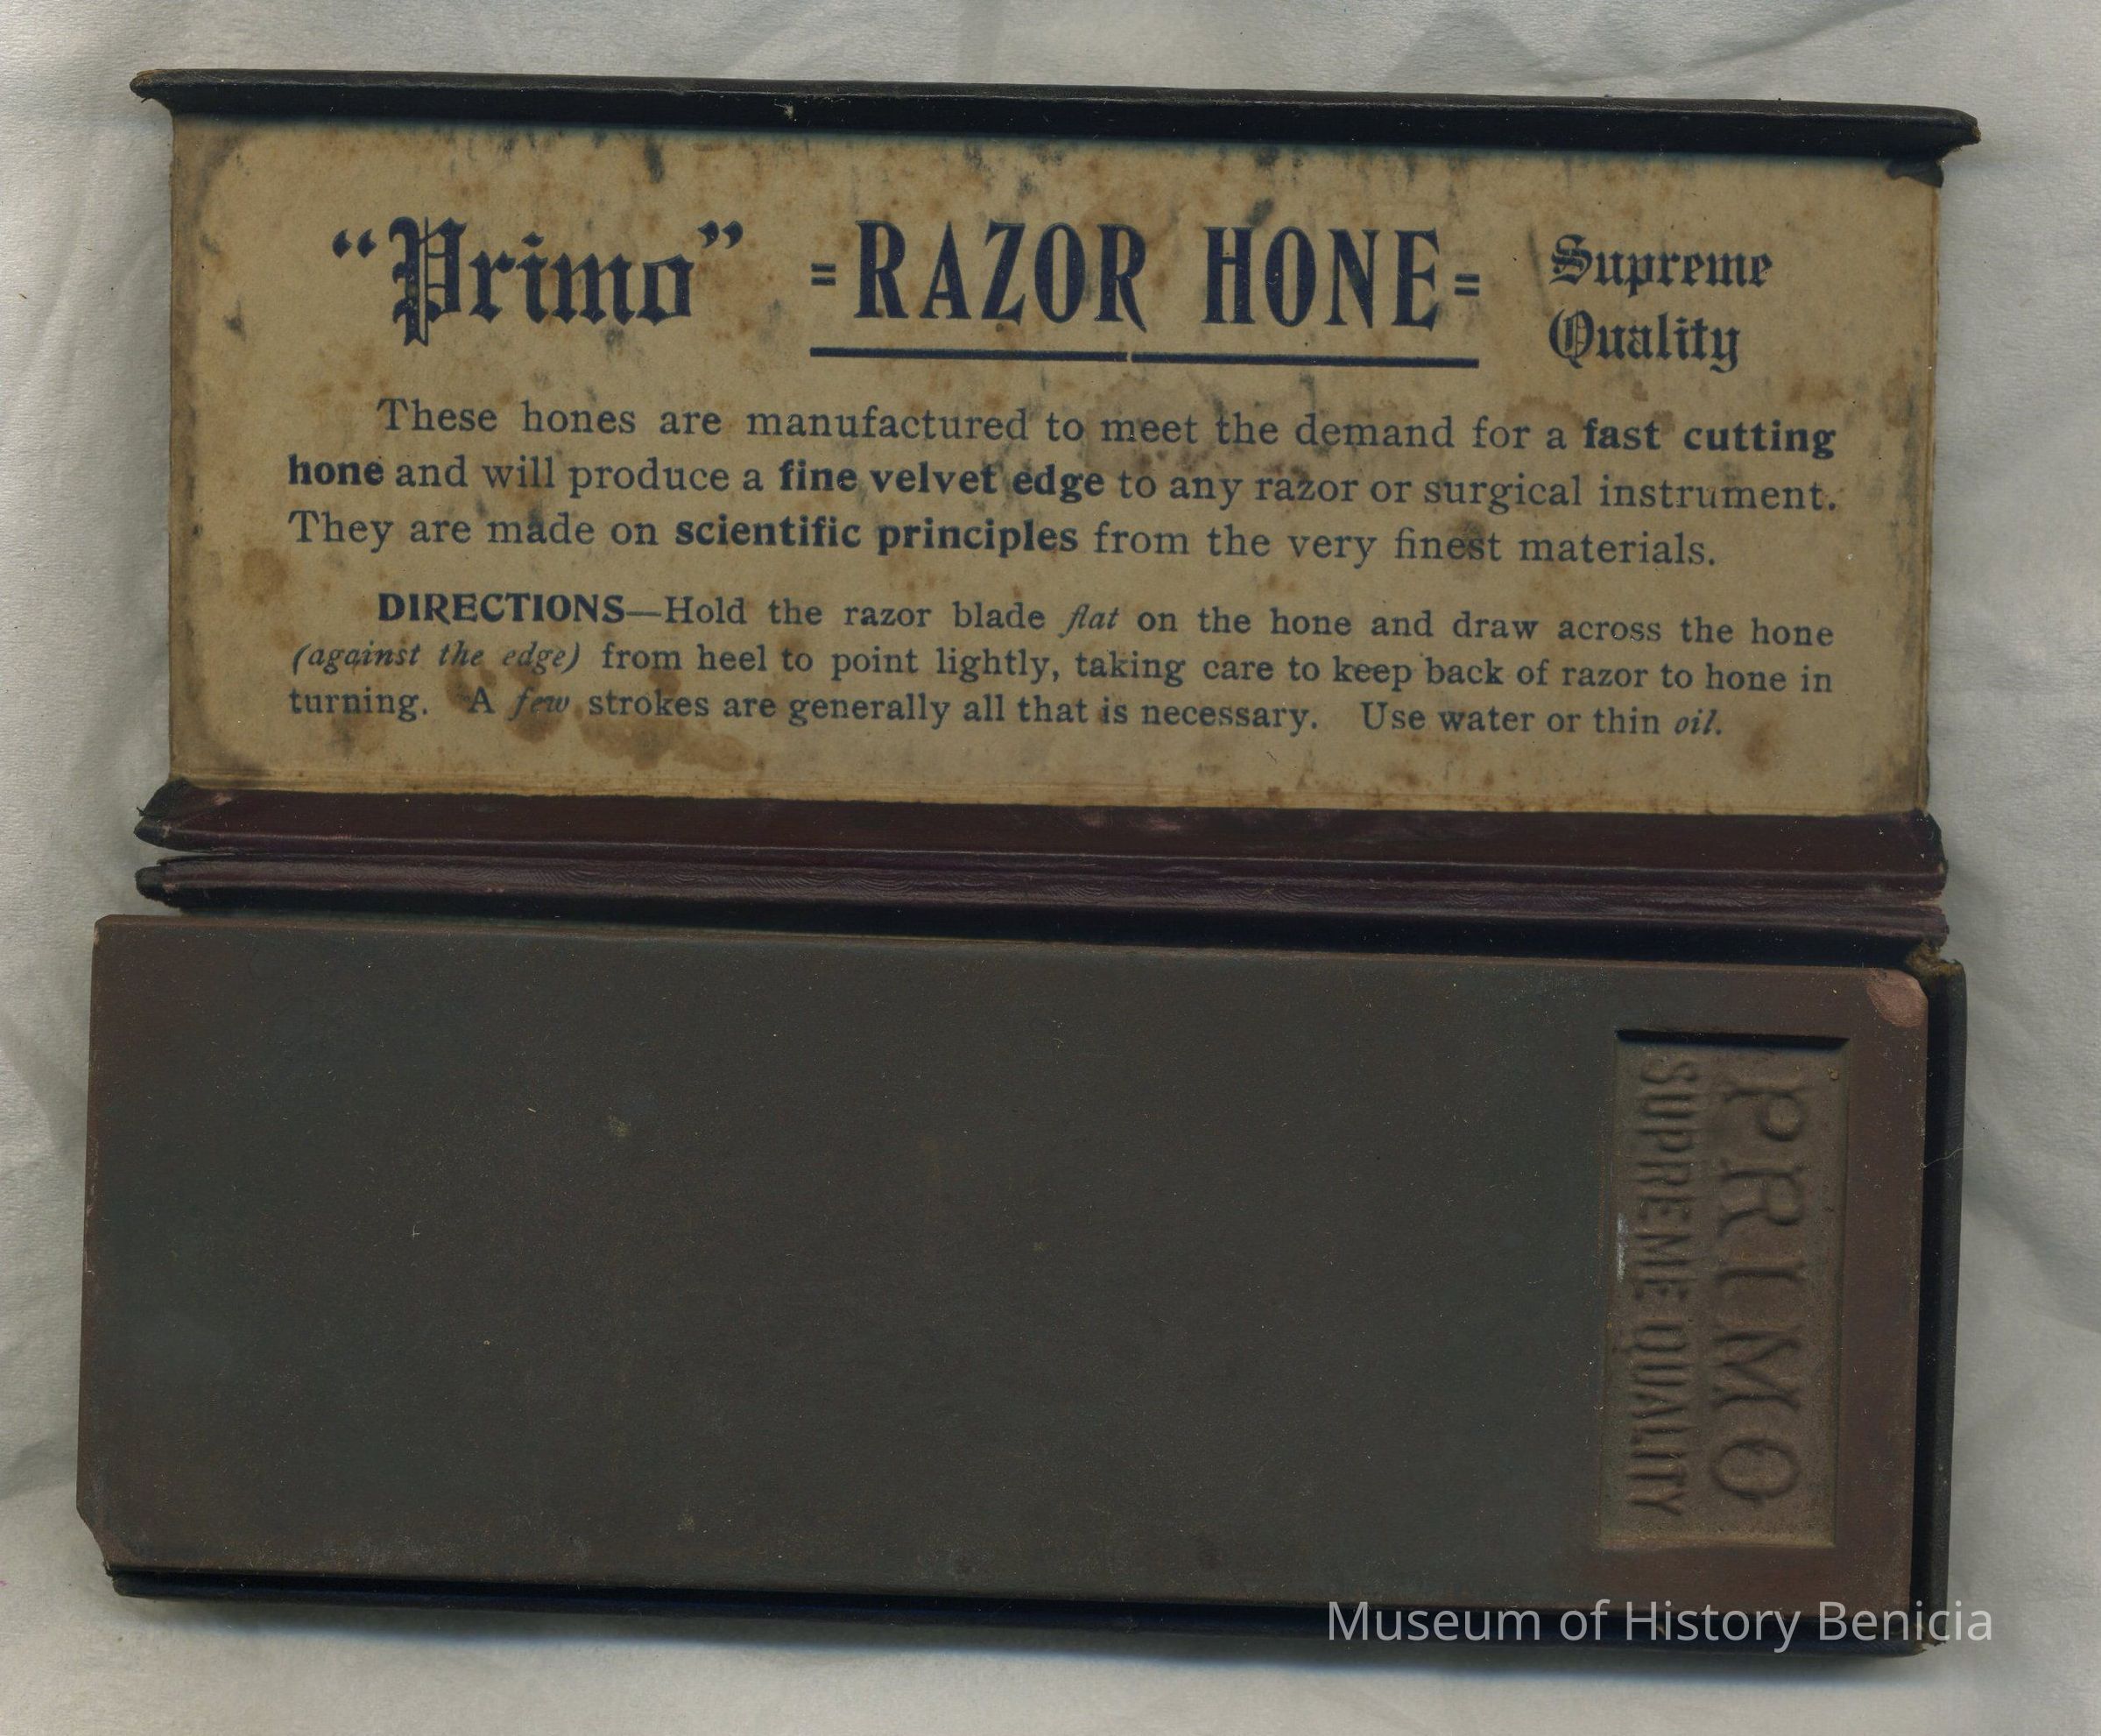 “Primo” =RAZOR HONE= Supreme Quality
These hones are manufactured to meet the demand for a fast cutting
hone and will produce a fine velvet edge to any razor or surgical instrument.
They are made on scientific principles from the very finest materials.
DIRECTIONS—Hold the razor blade flat on the hone and draw across the hone
(against the edge) from heel to point lightly, taking care to keep back of razor to hone in
turning. A few strokes are generally all that is necessary. Use water or thin oil.
PRIMO
SUPREME QUALITY
Museum of History Benicia